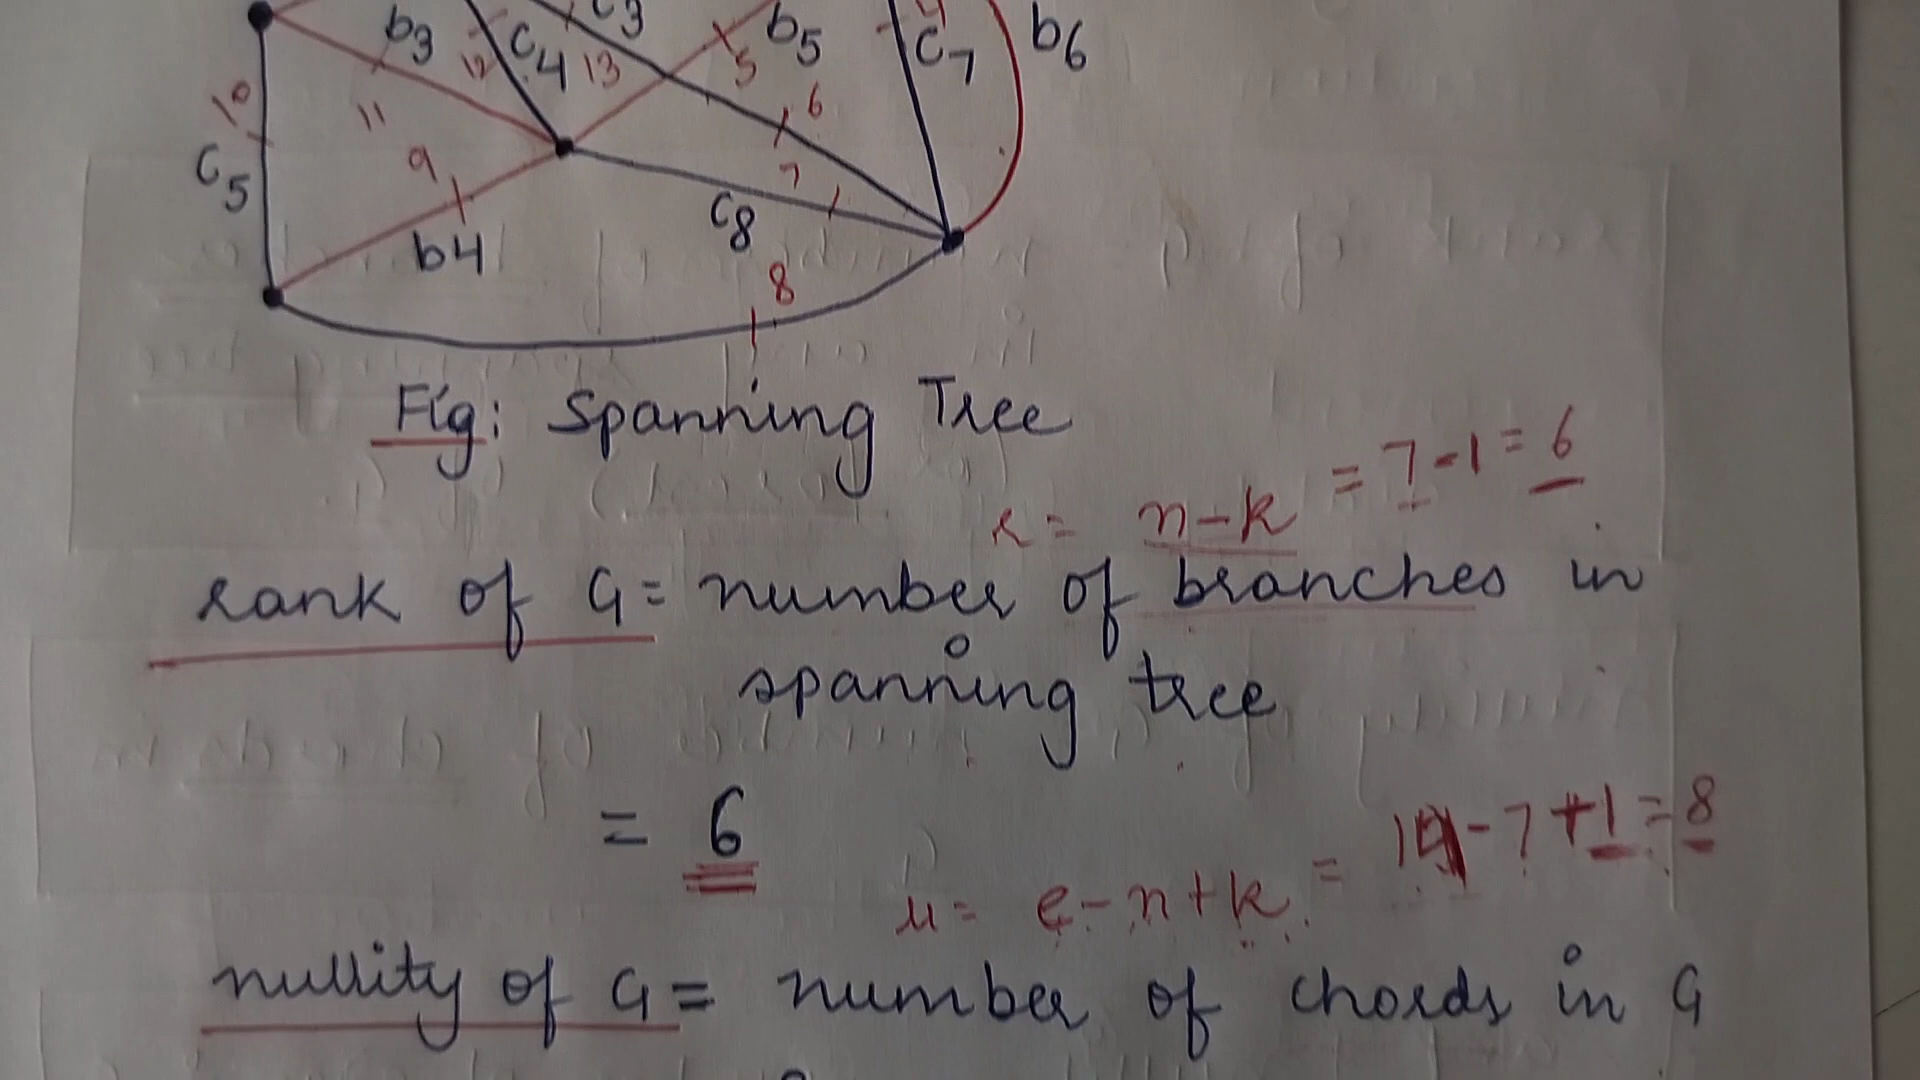 b3 12 C4 C3 13 b5 5 4 C7 b6
10 11 6
C5 9 7
b4 C8
8
Fig: Spanning Tree
r = n-k = 7-1 = 6
rank of G = number of branches in
spanning tree
= 6
μ = e-n+k = 14-7+1=8
nullity of G = number of chords in G